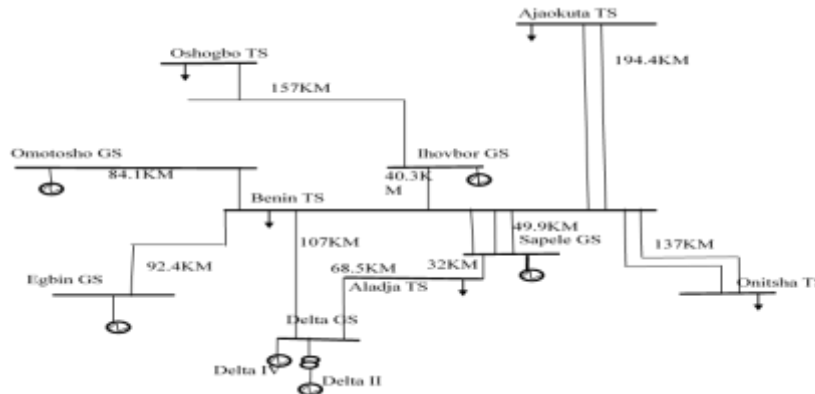 Ajaokuta TS
Oshogbo TS
194.4KM
157KM
Omotosho GS
Ihovbor GS
84.1KM
40.3K
M
Benin TS
49.9KM
107KM
Sapele GS
137KM
92.4KM
68.5KM
32KM
Egbin GS
Aladja TS
Onitsha T
Delta GS
Delta IV
Delta II